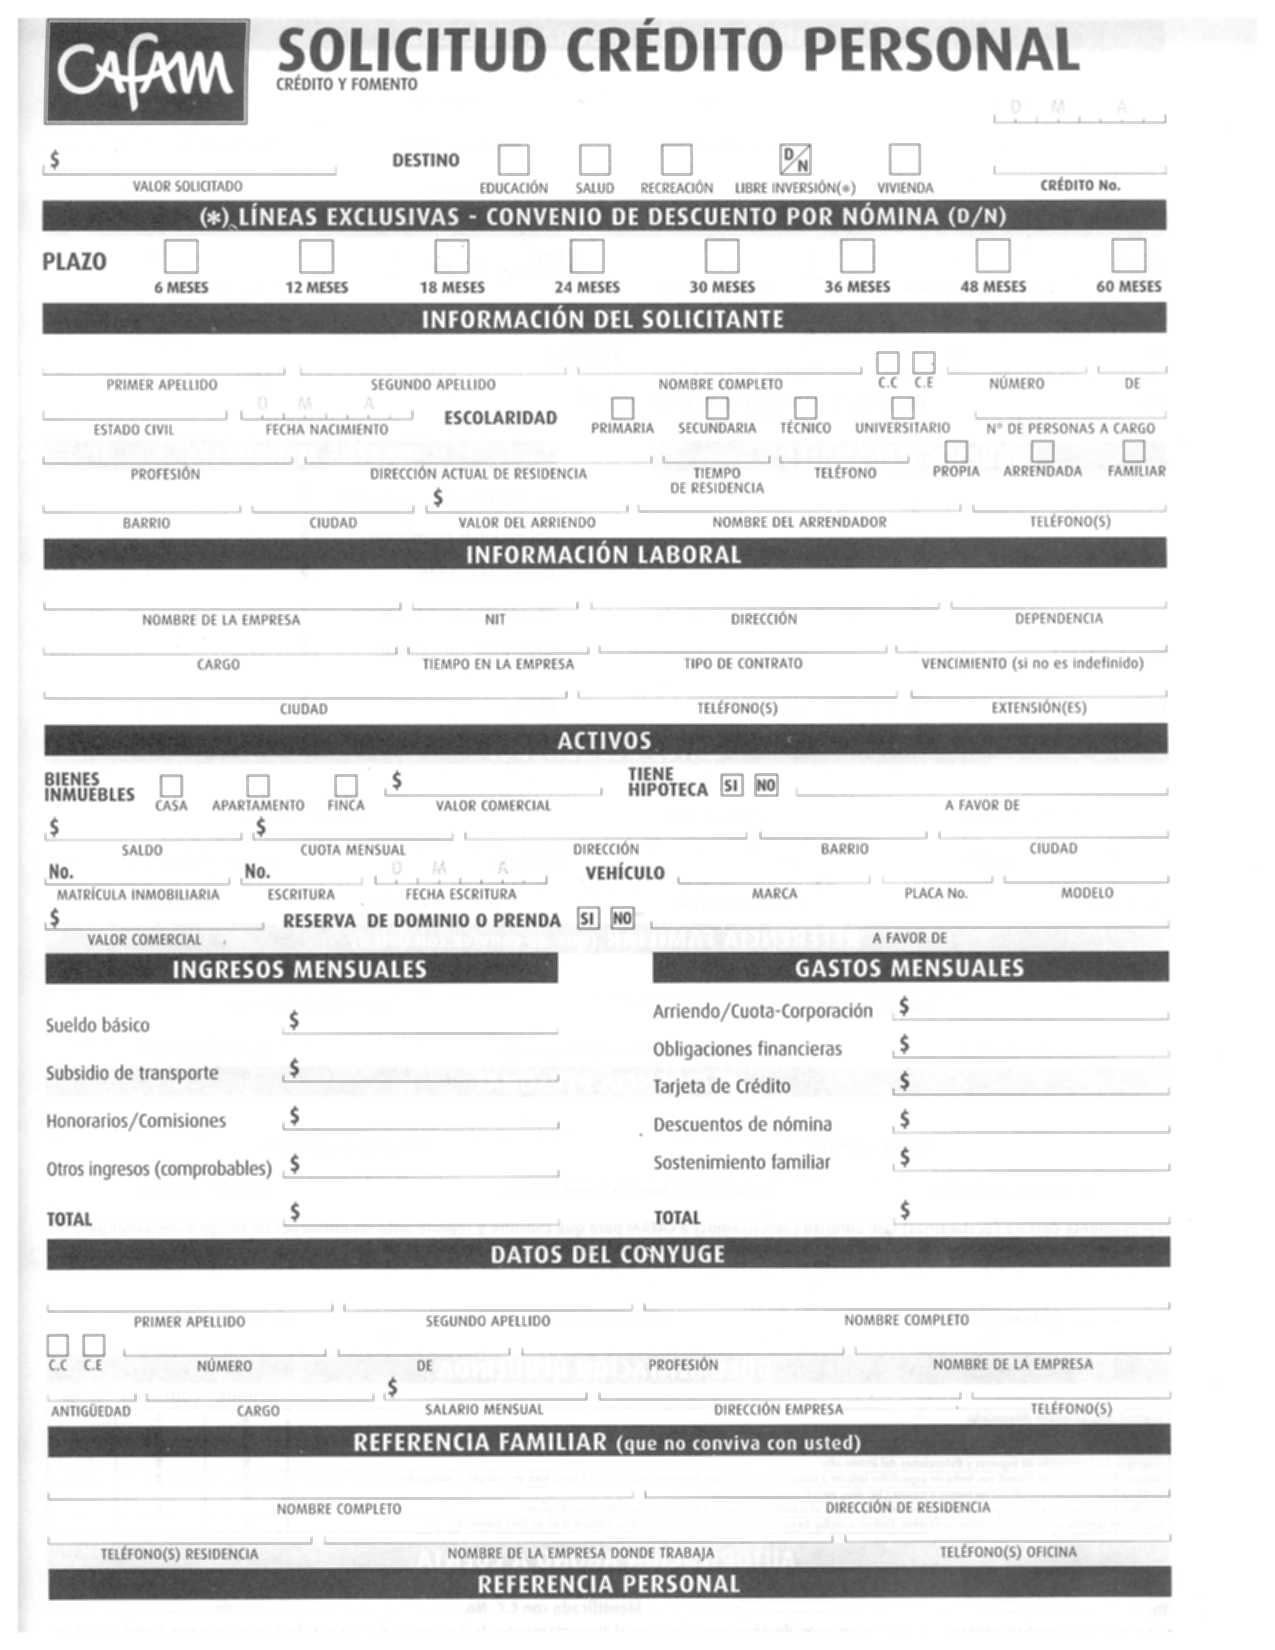 CAFAM
SOLICITUD CRÉDITO PERSONAL
CRÉDITO Y FOMENTO
D M A
$ DESTINO D/N
VALOR SOLICITADO EDUCACIÓN SALUD RECREACIÓN LIBRE INVERSIÓN(*) VIVIENDA CRÉDITO No.
(*) LÍNEAS EXCLUSIVAS - CONVENIO DE DESCUENTO POR NÓMINA (D/N)
PLAZO
6 MESES 12 MESES 18 MESES 24 MESES 30 MESES 36 MESES 48 MESES 60 MESES
INFORMACIÓN DEL SOLICITANTE
PRIMER APELLIDO SEGUNDO APELLIDO NOMBRE COMPLETO C.C C.E NÚMERO DE
D M A
ESCOLARIDAD
ESTADO CIVIL FECHA NACIMIENTO PRIMARIA SECUNDARIA TÉCNICO UNIVERSITARIO N° DE PERSONAS A CARGO
PROFESIÓN DIRECCIÓN ACTUAL DE RESIDENCIA TIEMPO DE RESIDENCIA TELÉFONO PROPIA ARRENDADA FAMILIAR
$
BARRIO CIUDAD VALOR DEL ARRIENDO NOMBRE DEL ARRENDADOR TELÉFONO(S)
INFORMACIÓN LABORAL
NOMBRE DE LA EMPRESA NIT DIRECCIÓN DEPENDENCIA
CARGO TIEMPO EN LA EMPRESA TIPO DE CONTRATO VENCIMIENTO (si no es indefinido)
CIUDAD TELÉFONO(S) EXTENSIÓN(ES)
ACTIVOS
BIENES INMUEBLES $ TIENE HIPOTECA SI NO
CASA APARTAMENTO FINCA VALOR COMERCIAL A FAVOR DE
$ $
SALDO CUOTA MENSUAL DIRECCIÓN BARRIO CIUDAD
No. No. D M A VEHÍCULO
MATRÍCULA INMOBILIARIA ESCRITURA FECHA ESCRITURA MARCA PLACA No. MODELO
$ RESERVA DE DOMINIO O PRENDA SI NO
VALOR COMERCIAL A FAVOR DE
INGRESOS MENSUALES
Sueldo básico $
Subsidio de transporte $
Honorarios/Comisiones $
Otros ingresos (comprobables) $
TOTAL $
GASTOS MENSUALES
Arriendo/Cuota-Corporación $
Obligaciones financieras $
Tarjeta de Crédito $
Descuentos de nómina $
Sostenimiento familiar $
TOTAL $
DATOS DEL CONYUGE
PRIMER APELLIDO SEGUNDO APELLIDO NOMBRE COMPLETO
C.C C.E NÚMERO DE PROFESIÓN NOMBRE DE LA EMPRESA
$
ANTIGÜEDAD CARGO SALARIO MENSUAL DIRECCIÓN EMPRESA TELÉFONO(S)
REFERENCIA FAMILIAR (que no conviva con usted)
NOMBRE COMPLETO DIRECCIÓN DE RESIDENCIA
TELÉFONO(S) RESIDENCIA NOMBRE DE LA EMPRESA DONDE TRABAJA TELÉFONO(S) OFICINA
REFERENCIA PERSONAL